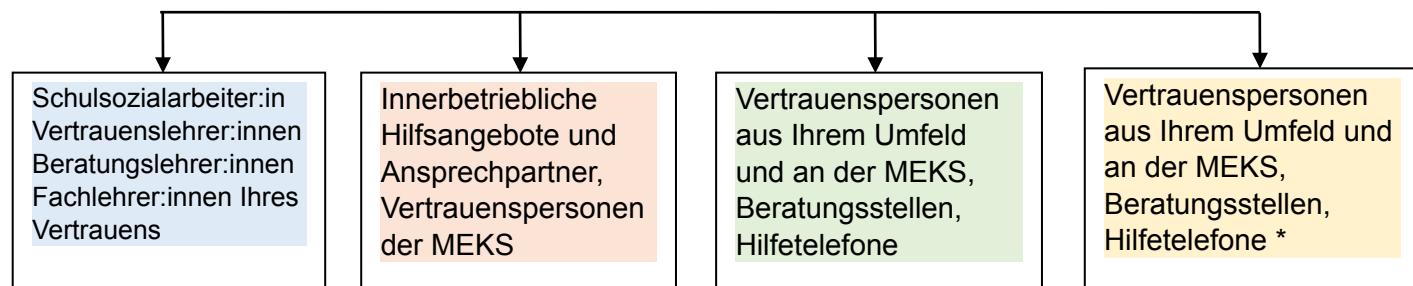 Schulsozialarbeiter:in
Vertrauenslehrer:innen
Beratungslehrer:innen
Fachlehrer:innen Ihres
Vertrauens
Innerbetriebliche
Hilfsangebote und
Ansprechpartner,
Vertrauenspersonen
der MEKS
Vertrauenspersonen
aus Ihrem Umfeld
und an der MEKS,
Beratungsstellen,
Hilfetelefone
Vertrauenspersonen
aus Ihrem Umfeld und
an der MEKS,
Beratungsstellen,
Hilfetelefone *